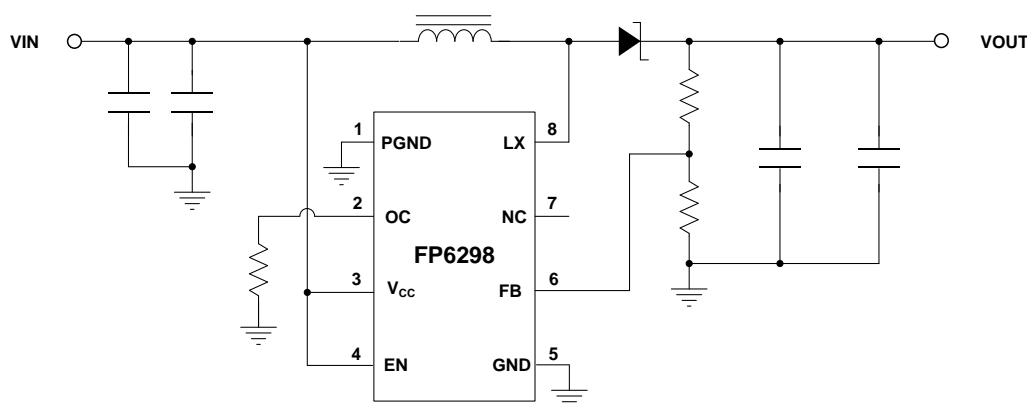 VIN
VOUT
1 PGND LX 8
2 OC NC 7
FP6298
3 VCC FB 6
4 EN GND 5